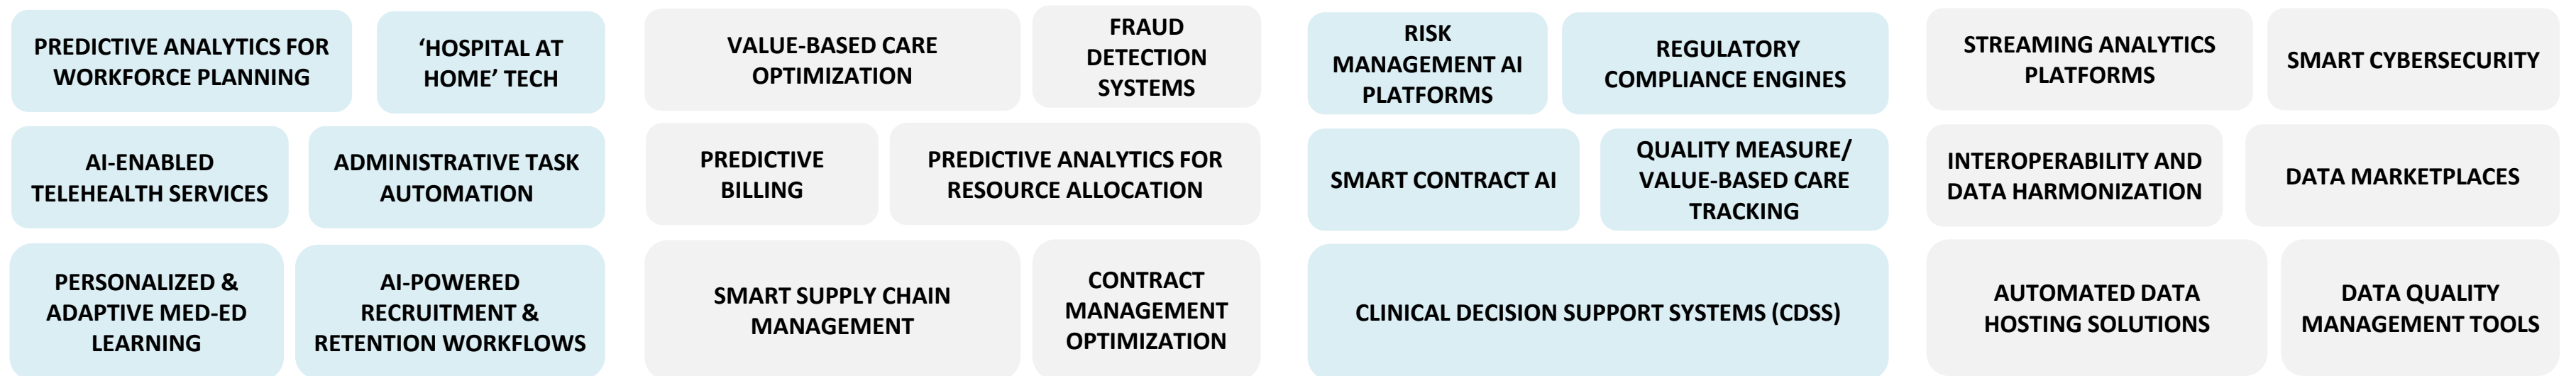 PREDICTIVE ANALYTICS FOR
WORKFORCE PLANNING
‘HOSPITAL AT
HOME’ TECH
AI-ENABLED
TELEHEALTH SERVICES
ADMINISTRATIVE TASK
AUTOMATION
PERSONALIZED &
ADAPTIVE MED-ED
LEARNING
AI-POWERED
RECRUITMENT &
RETENTION WORKFLOWS
VALUE-BASED CARE
OPTIMIZATION
FRAUD
DETECTION
SYSTEMS
PREDICTIVE
BILLING
PREDICTIVE ANALYTICS FOR
RESOURCE ALLOCATION
SMART SUPPLY CHAIN
MANAGEMENT
CONTRACT
MANAGEMENT
OPTIMIZATION
RISK
MANAGEMENT AI
PLATFORMS
REGULATORY
COMPLIANCE ENGINES
SMART CONTRACT AI
QUALITY MEASURE/
VALUE-BASED CARE
TRACKING
CLINICAL DECISION SUPPORT SYSTEMS (CDSS)
STREAMING ANALYTICS
PLATFORMS
SMART CYBERSECURITY
INTEROPERABILITY AND
DATA HARMONIZATION
DATA MARKETPLACES
AUTOMATED DATA
HOSTING SOLUTIONS
DATA QUALITY
MANAGEMENT TOOLS